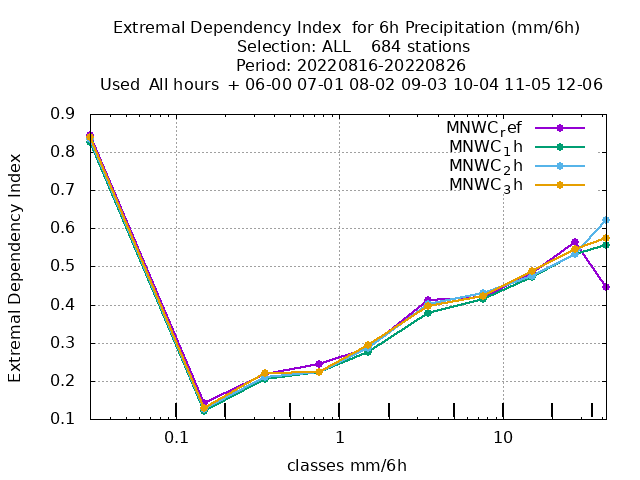 Extremal Dependency Index  for 6h Precipitation (mm/6h)
Selection: ALL    684 stations
Period: 20220816-20220826
Used  All hours  + 06-00 07-01 08-02 09-03 10-04 11-05 12-06
Extremal Dependency Index
0.9
0.8
0.7
0.6
0.5
0.4
0.3
0.2
0.1
MNWCref
MNWC1h
MNWC2h
MNWC3h
0.1 1 10
classes mm/6h